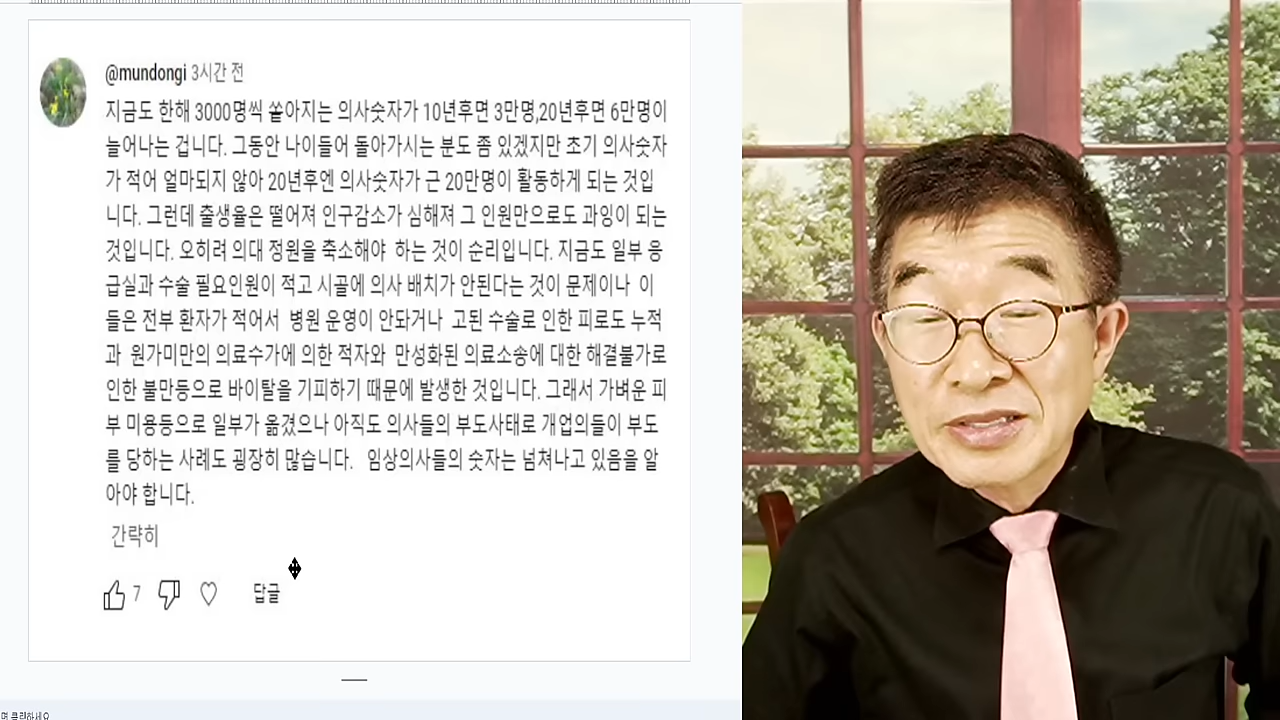 @mundongi 3시간 전
지금도 한해 3000명씩 쏟아지는 의사숫자가 10년후면 3만명,20년후면 6만명이
늘어나는 겁니다. 그동안 나이들어 돌아가시는 분도 좀 있겠지만 초기 의사숫자
가 적어 얼마되지 않아 20년후엔 의사숫자가 근 20만명이 활동하게 되는 것입
니다. 그런데 출생율은 떨어져 인구감소가 심해져 그 인원만으로도 과잉이 되는
것입니다. 오히려 의대 정원을 축소해야 하는 것이 순리입니다. 지금도 일부 응
급실과 수술 필요인원이 적고 시골에 의사 배치가 안된다는 것이 문제이나 이
들은 전부 환자가 적어서 병원 운영이 안돠거나 고된 수술로 인한 피로도 누적
과 원가미만의 의료수가에 의한 적자와 만성화된 의료소송에 대한 해결불가로
인한 불만등으로 바이탈을 기피하기 때문에 발생한 것입니다. 그래서 가벼운 피
부 미용등으로 일부가 옮겼으나 아직도 의사들의 부도사태로 개업의들이 부도
를 당하는 사례도 굉장히 많습니다. 임상의사들의 숫자는 넘쳐나고 있음을 알
아야 합니다.
간략히
7 답글